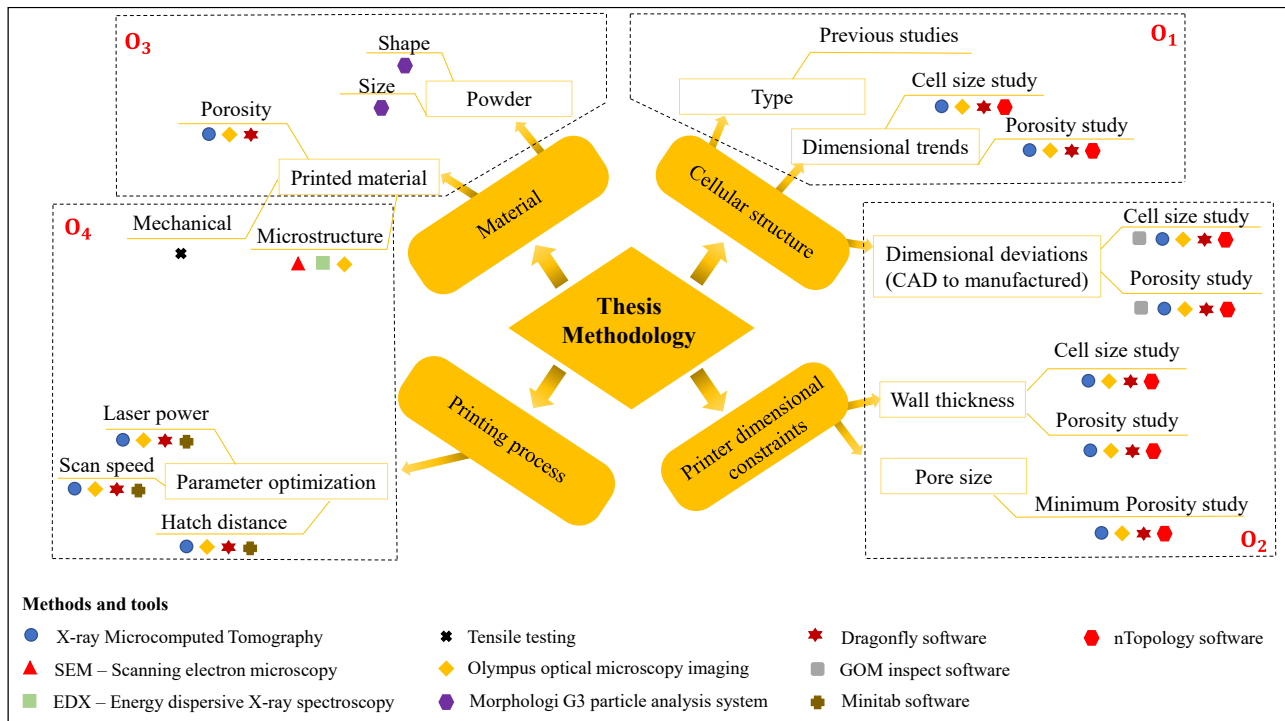 O3
Shape
Size
Powder
Porosity
Printed material
Material
O1
Previous studies
Type
Cell size study
Dimensional trends
Porosity study
Cellular structure
O4
Mechanical
Microstructure
Thesis
Methodology
Cell size study
Dimensional deviations
(CAD to manufactured)
Porosity study
Laser power
Scan speed
Parameter optimization
Hatch distance
Printing process
Printer dimensional
constraints
Cell size study
Wall thickness
Porosity study
Pore size
Minimum Porosity study
O2
Methods and tools
X-ray Microcomputed Tomography
Tensile testing
Dragonfly software
nTopology software
SEM – Scanning electron microscopy
Olympus optical microscopy imaging
GOM inspect software
EDX – Energy dispersive X-ray spectroscopy
Morphologi G3 particle analysis system
Minitab software